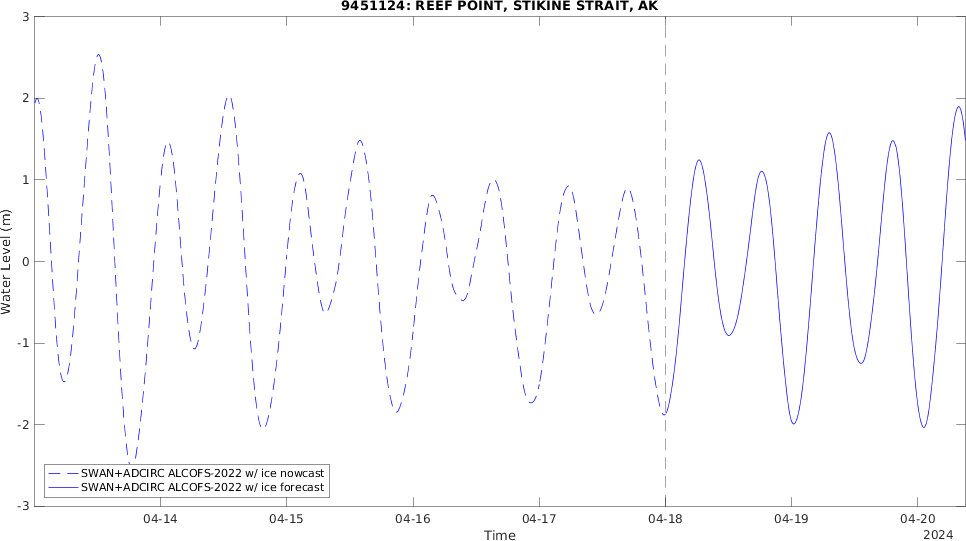 9451124: REEF POINT, STIKINE STRAIT, AK
3
2
1
0
-1
-2
-3
Water Level (m)
SWAN+ADCIRC ALCOFS-2022 w/ ice nowcast
SWAN+ADCIRC ALCOFS-2022 w/ ice forecast
04-14 04-15 04-16 04-17 04-18 04-19 04-20
Time
2024